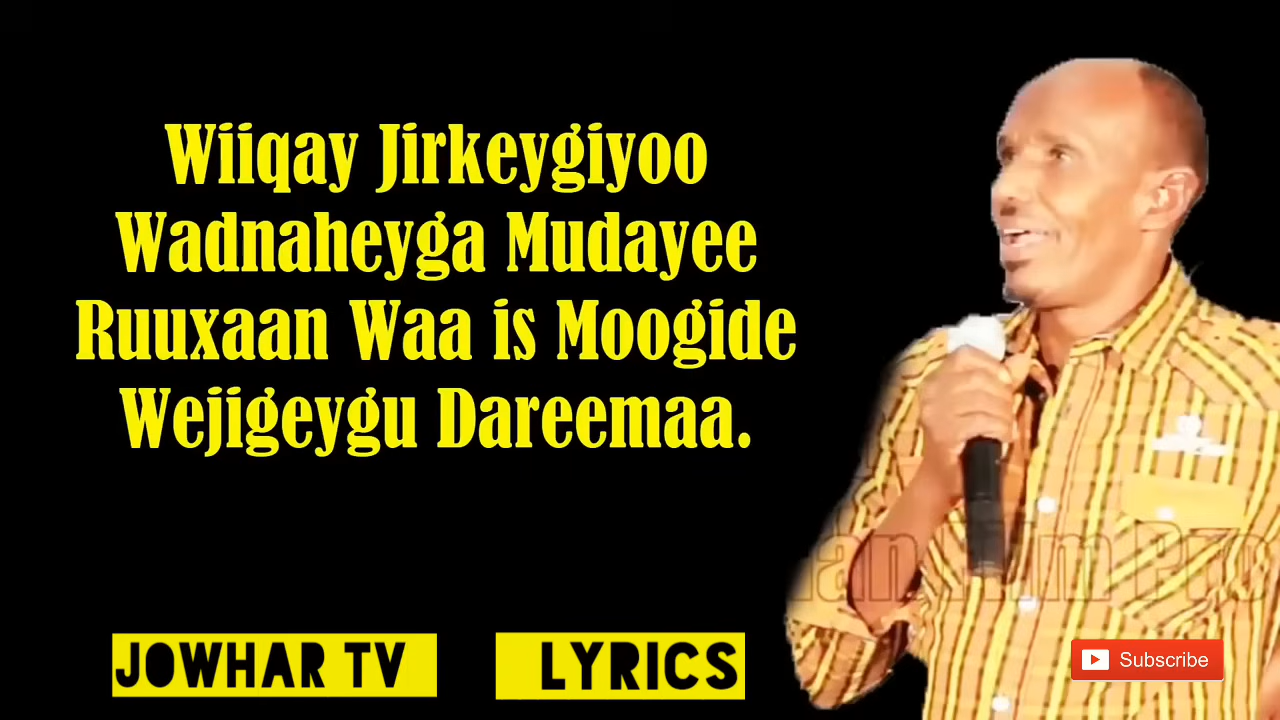 Wiiqay Jirkeygiyoo
Wadnaheyga Mudayee
Ruuxaan Waa is Moogide
Wejigeygu Dareemaa.
JOWHAR TV
LYRICS
Subscribe